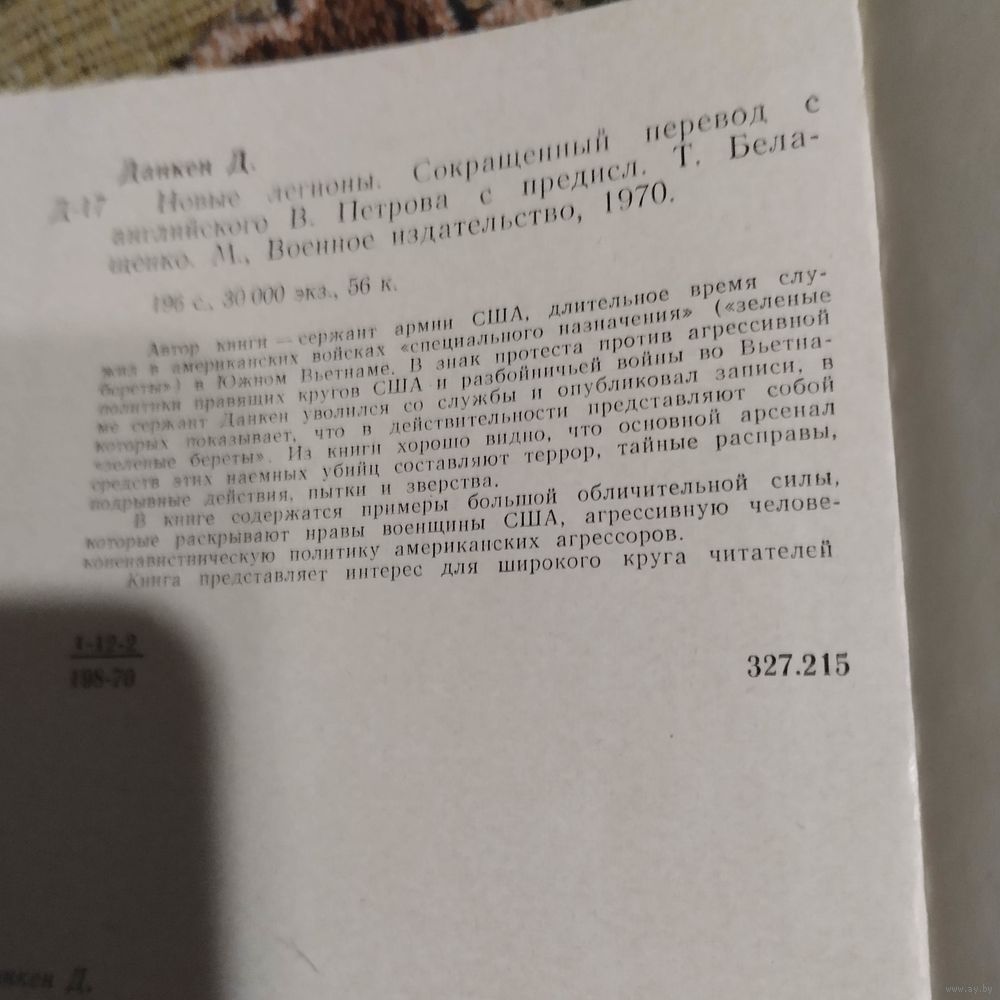 Данкен Д.
Д-17 Новые легионы. Сокращенный перевод с
английского В. Петрова с предисл. Т. Бела-
щенко. М., Военное издательство, 1970.
196 с., 30 000 экз., 56 к.
Автор книги — сержант армии США, длительное время слу-
жил в американских войсках «специального назначения» («зеленые
береты») в Южном Вьетнаме. В знак протеста против агрессивной
политики правящих кругов США и разбойничьей войны во Вьетна-
ме сержант Данкен уволился со службы и опубликовал записи, в
которых показывает, что в действительности представляют собой
«зеленые береты». Из книги хорошо видно, что основной арсенал
средств этих наемных убийц составляют террор, тайные расправы,
подрывные действия, пытки и зверства.
В книге содержатся примеры большой обличительной силы,
которые раскрывают нравы военщины США, агрессивную челове-
коненавистническую политику американских агрессоров.
Книга представляет интерес для широкого круга читателей
1-12-2
198-70
327.215
нкен Д.
www.ay.by